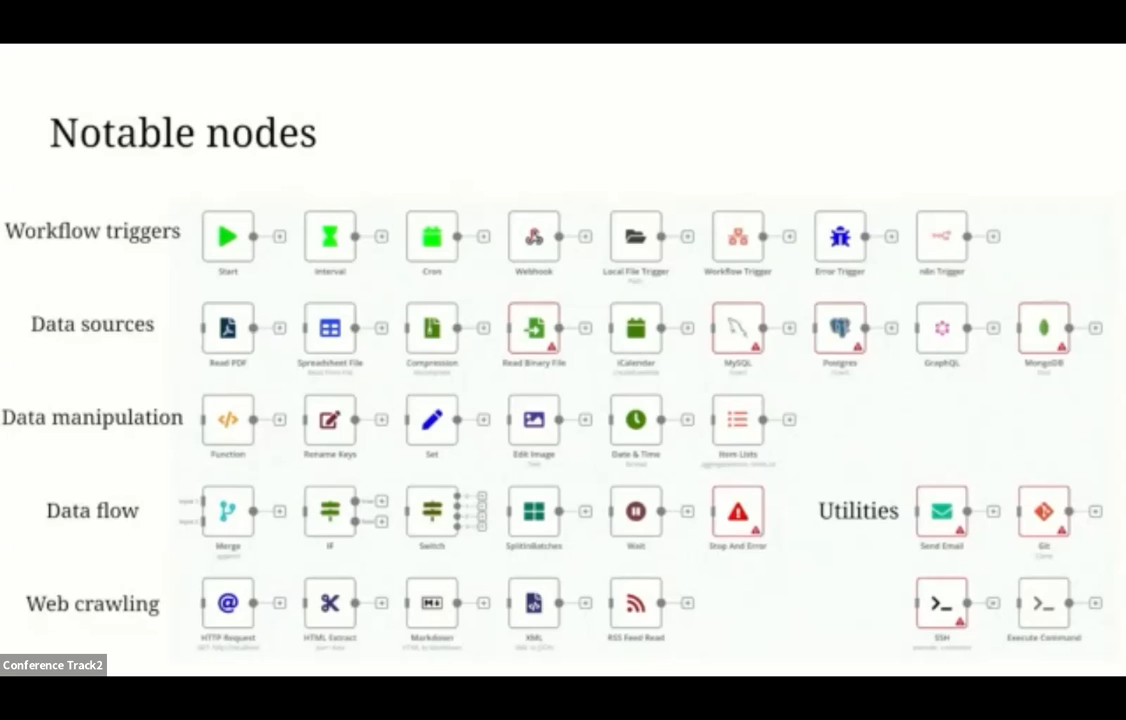 Notable nodes
Workflow triggers
Start Interval Cron Webhook Local File Trigger Workflow Trigger Error Trigger n8n Trigger
Path
Data sources
Read PDF Spreadsheet File Compression Read Binary File iCalendar MySQL Postgres GraphQL MongoDB
Data manipulation
Function Rename Keys Set Edit Image Date & Time Item Lists
Data flow
Utilities
Merge IF Switch SplitInBatches Wait Stop And Error Send Email Git
append Clone
Web crawling
HTTP Request HTML Extract Markdown XML RSS Feed Read SSH Execute Command
Conference Track2